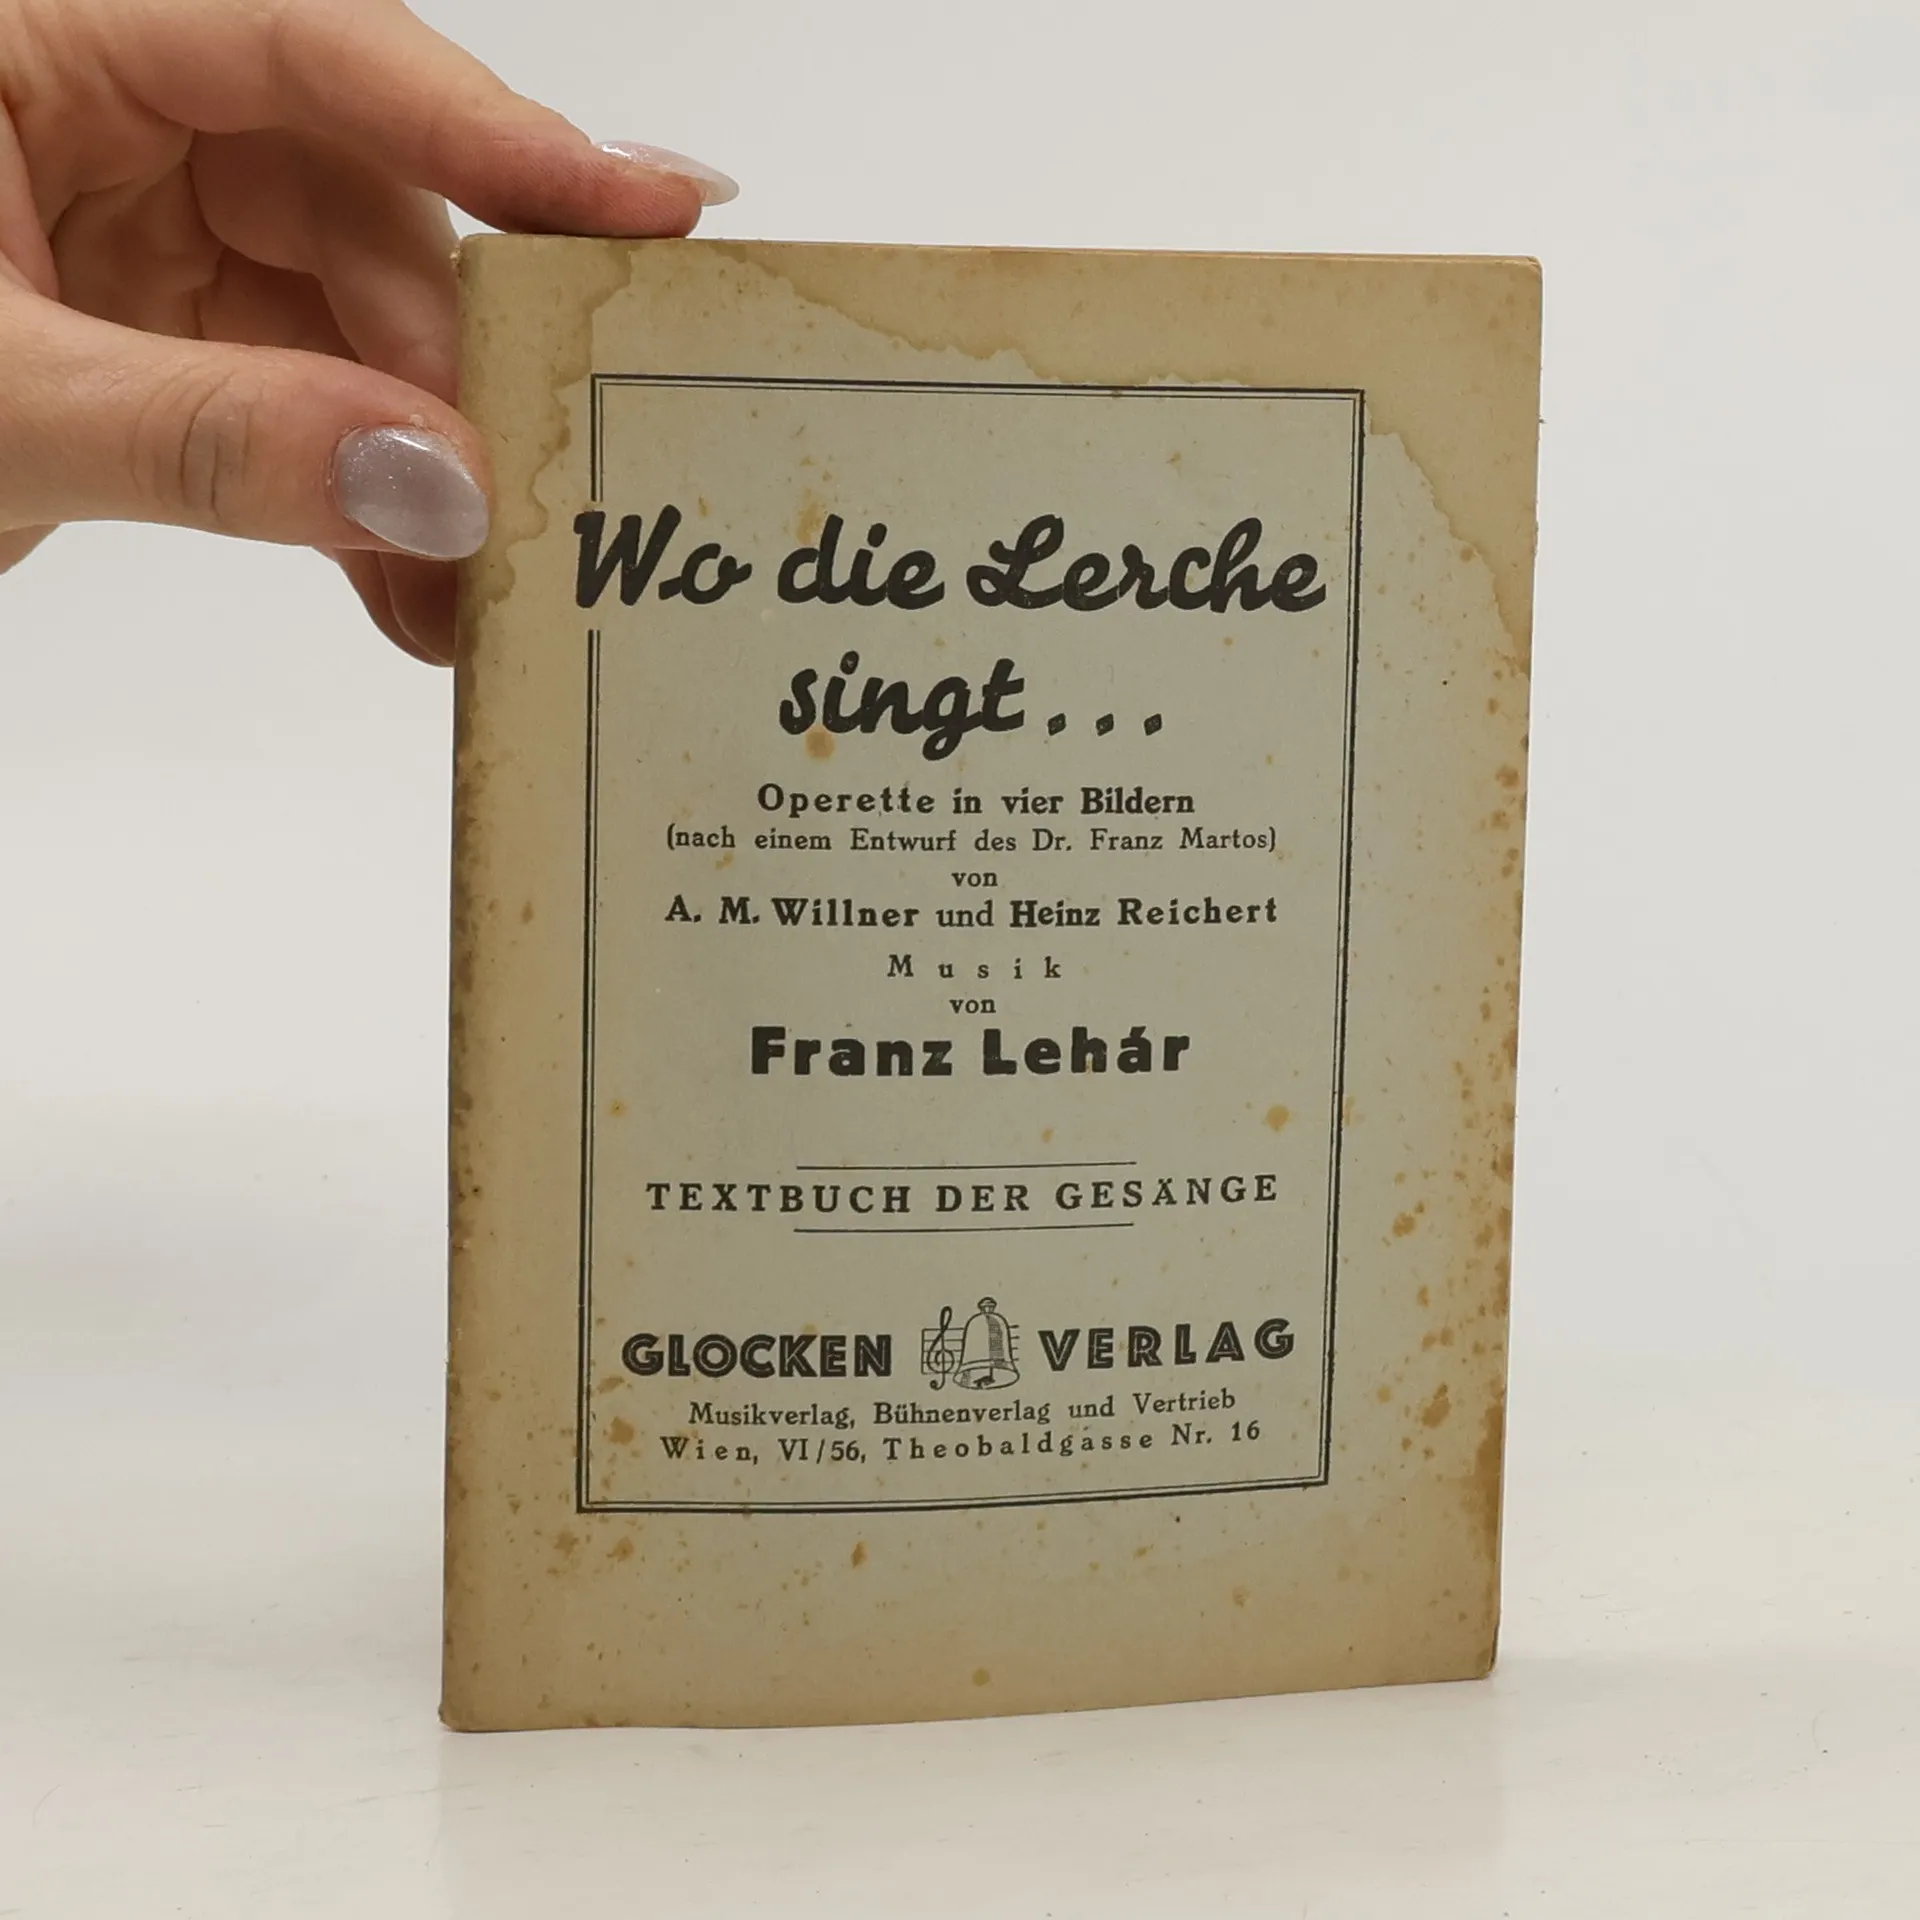 Wo die Lerche
singt...
Operette in vier Bildern
(nach einem Entwurf des Dr. Franz Martos)
von
A. M. Willner und Heinz Reichert
Musik
von
Franz Lehár
TEXTBUCH DER GESÄNGE
GLOCKEN VERLAG
Musikverlag, Bühnenverlag und Vertrieb
Wien, VI/56, Theobaldgasse Nr. 16